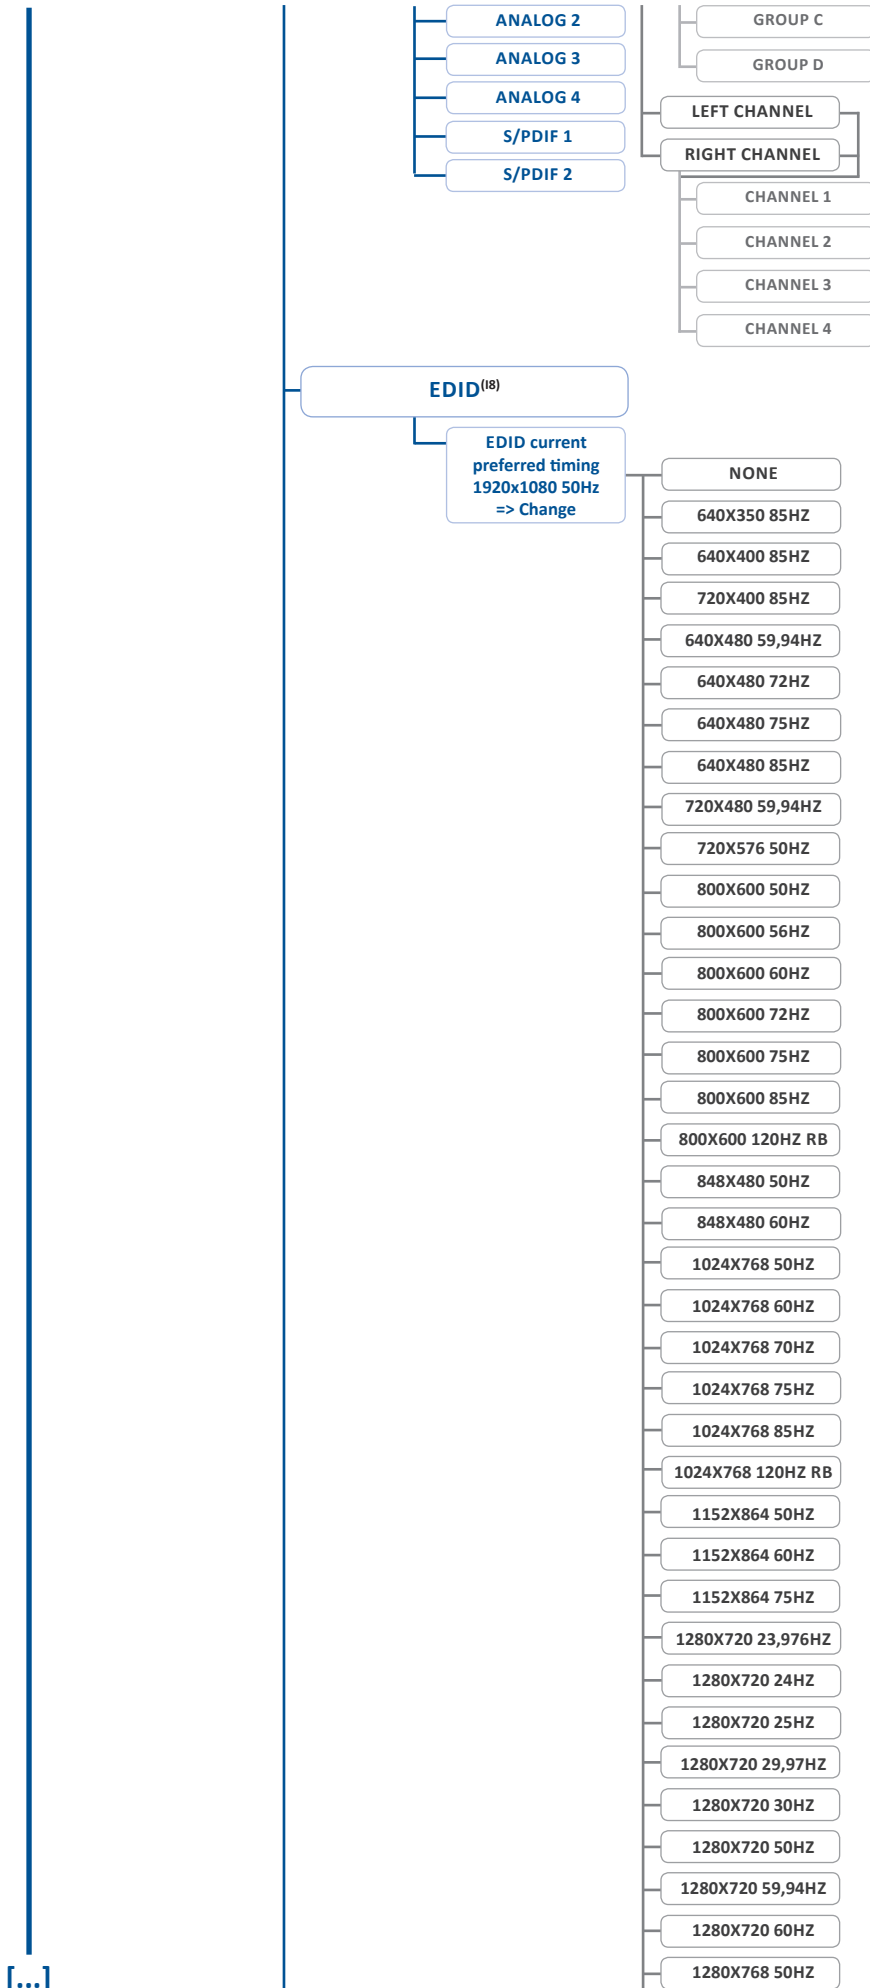 ANALOG 2
ANALOG 3
ANALOG 4
S/PDIF 1
S/PDIF 2
GROUP C
GROUP D
LEFT CHANNEL
RIGHT CHANNEL
CHANNEL 1
CHANNEL 2
CHANNEL 3
CHANNEL 4
EDID(I8)
EDID current
preferred timing
1920x1080 50Hz
=> Change
NONE
640X350 85HZ
640X400 85HZ
720X400 85HZ
640X480 59,94HZ
640X480 72HZ
640X480 75HZ
640X480 85HZ
720X480 59,94HZ
720X576 50HZ
800X600 50HZ
800X600 56HZ
800X600 60HZ
800X600 72HZ
800X600 75HZ
800X600 85HZ
800X600 120HZ RB
848X480 50HZ
848X480 60HZ
1024X768 50HZ
1024X768 60HZ
1024X768 70HZ
1024X768 75HZ
1024X768 85HZ
1024X768 120HZ RB
1152X864 50HZ
1152X864 60HZ
1152X864 75HZ
1280X720 23,976HZ
1280X720 24HZ
1280X720 25HZ
1280X720 29,97HZ
1280X720 30HZ
1280X720 50HZ
1280X720 59,94HZ
1280X720 60HZ
1280X768 50HZ
[...]